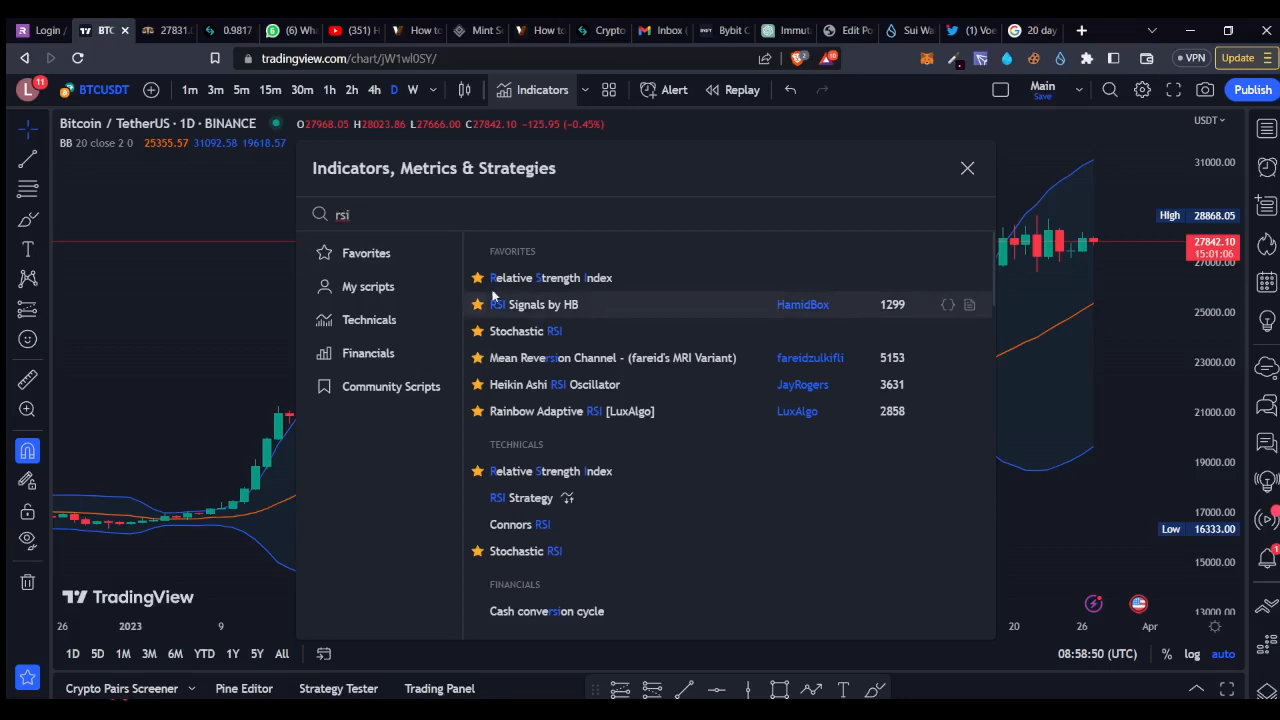 Login /
BTC
27831.
0.9817
(6) Wha
(351) H
How to
Mint S
How to
Crypto
Inbox (
Bybit C
Immut
Edit Po
Sui Wa
(1) Voe
20 day
tradingview.com/chart/jW1wl0SY/
VPN
Update
11
L
BTCUSDT
1m 3m 5m 15m 30m 1h 2h 4h D W
Indicators
Alert
Replay
Main
Save
Publish
Bitcoin / TetherUS · 1D · BINANCE
O27968.05 H28023.86 L27666.00 C27842.10 −125.95 (−0.45%)
USDT
BB 20 close 2 0 25355.57 31092.58 19618.57
Indicators, Metrics & Strategies
rsi
Favorites
My scripts
Technicals
Financials
Community Scripts
FAVORITES
Relative Strength Index
RSI Signals by HB HamidBox 1299
Stochastic RSI
Mean Reversion Channel - (fareid's MRI Variant) fareidzulkifli 5153
Heikin Ashi RSI Oscillator JayRogers 3631
Rainbow Adaptive RSI [LuxAlgo] LuxAlgo 2858
TECHNICALS
Relative Strength Index
RSI Strategy
Connors RSI
Stochastic RSI
FINANCIALS
Cash conversion cycle
31000.00
High 28868.05
27842.10
15:01:06
27000.00
25000.00
23000.00
21000.00
19000.00
17000.00
Low 16333.00
15000.00
13000.00
TradingView
26 2023 9 20 26 Apr
1D 5D 1M 3M 6M YTD 1Y 5Y All
08:58:50 (UTC) % log auto
Crypto Pairs Screener Pine Editor Strategy Tester Trading Panel